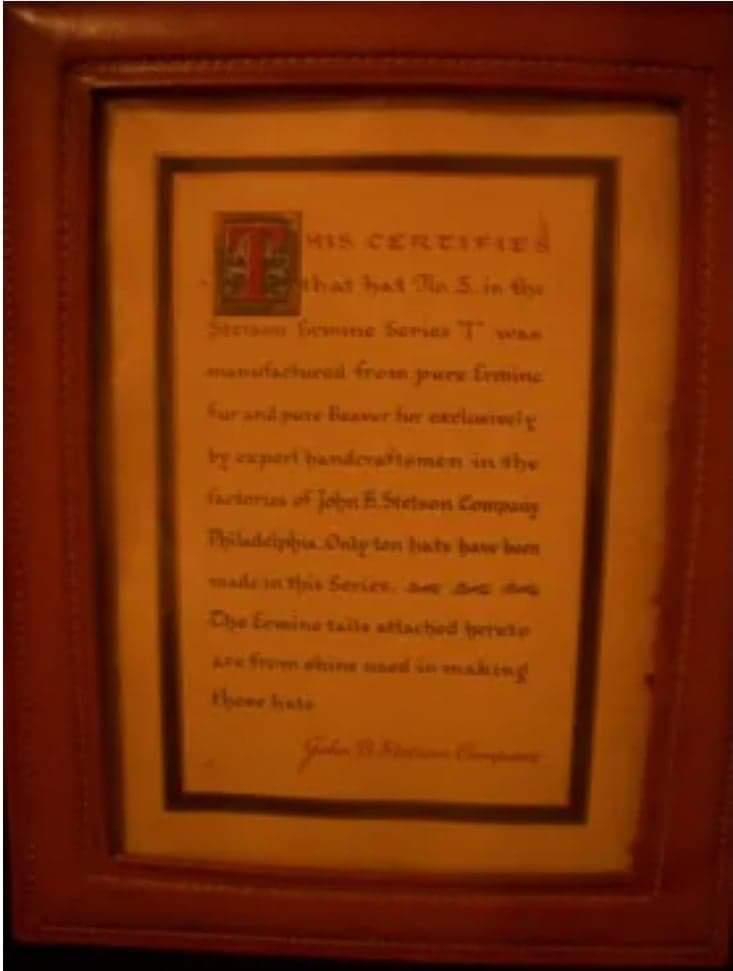 THIS CERTIFIES
that hat No. 5. in the
Stetson Ermine Series "I" was
manufactured from pure Ermine
fur and pure Beaver fur exclusively
by expert handcraftsmen in the
factories of John B. Stetson Company
Philadelphia. Only ten hats have been
made in this Series.
The Ermine tails attached hereto
are from skins used in making
these hats
John B. Stetson Company